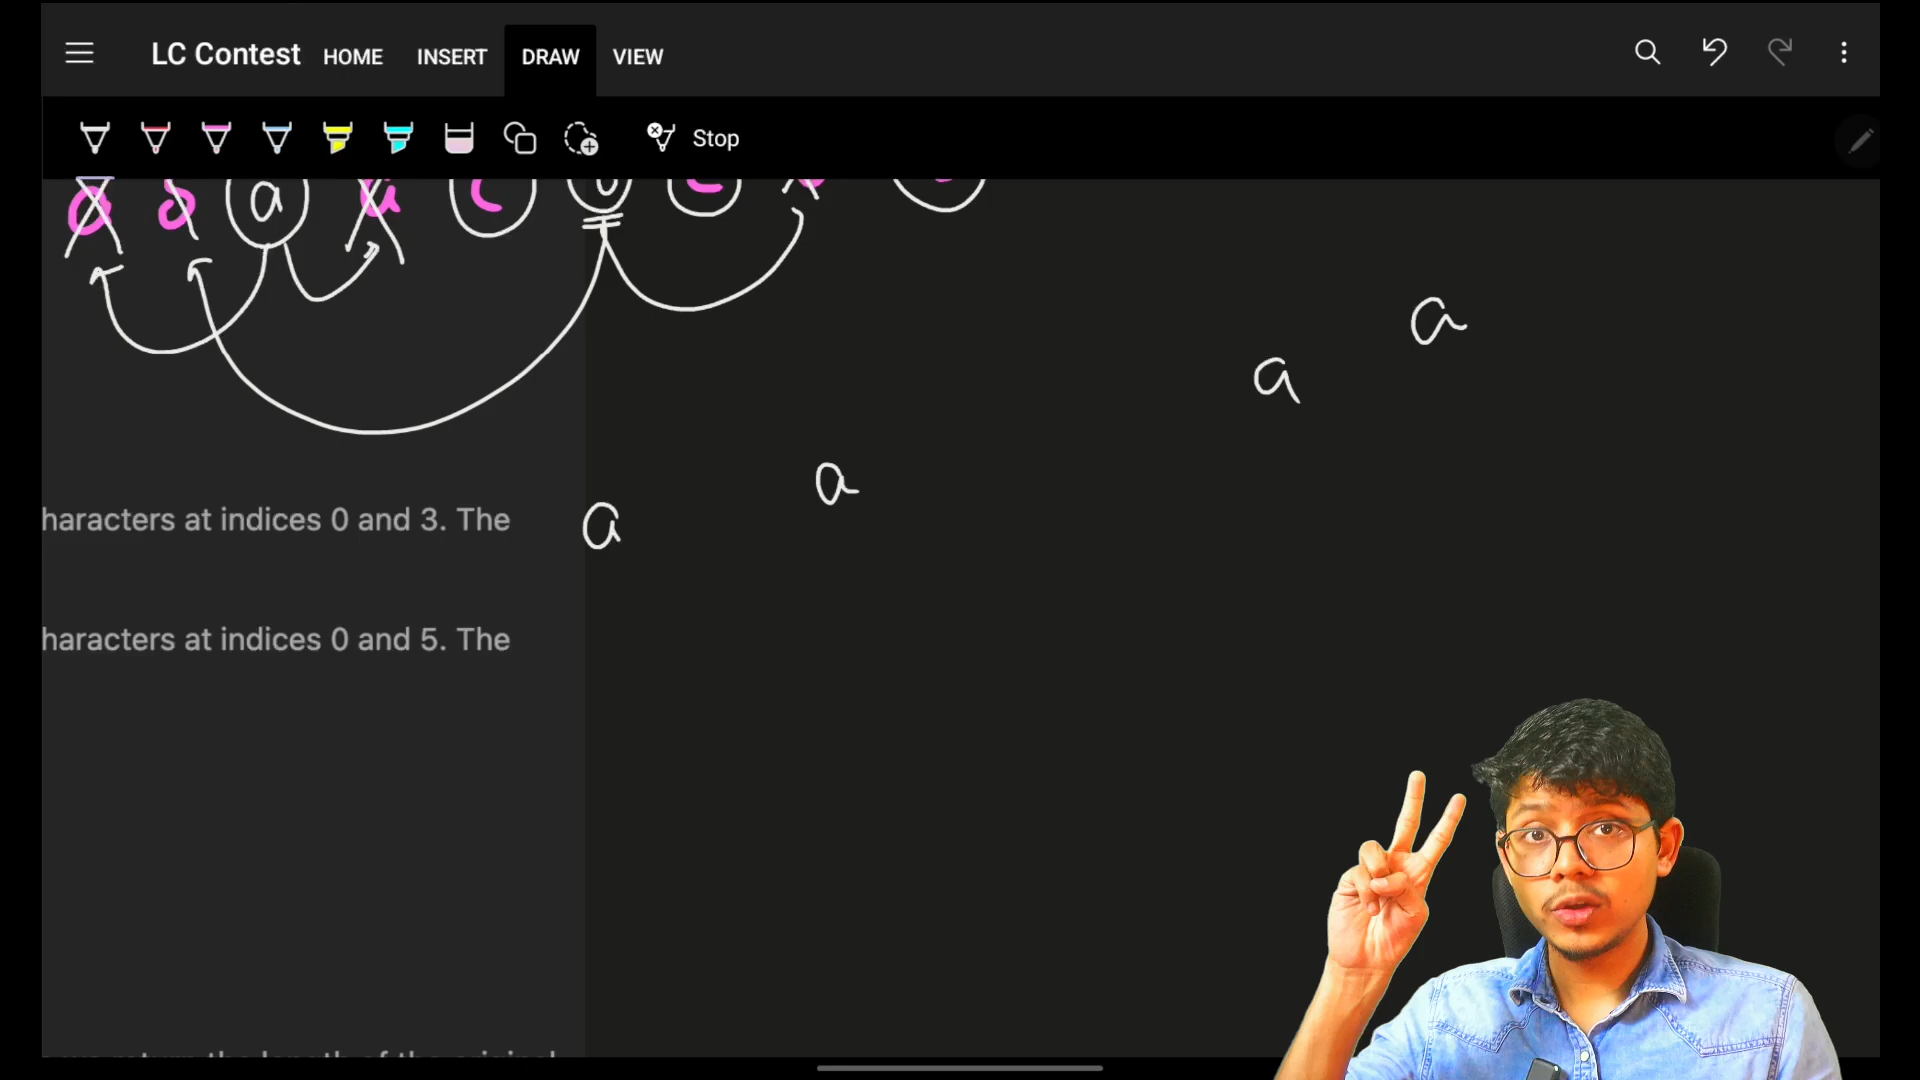 LC Contest HOME INSERT DRAW VIEW
Stop
a a c
a
a
a
haracters at indices 0 and 3. The
a
haracters at indices 0 and 5. The